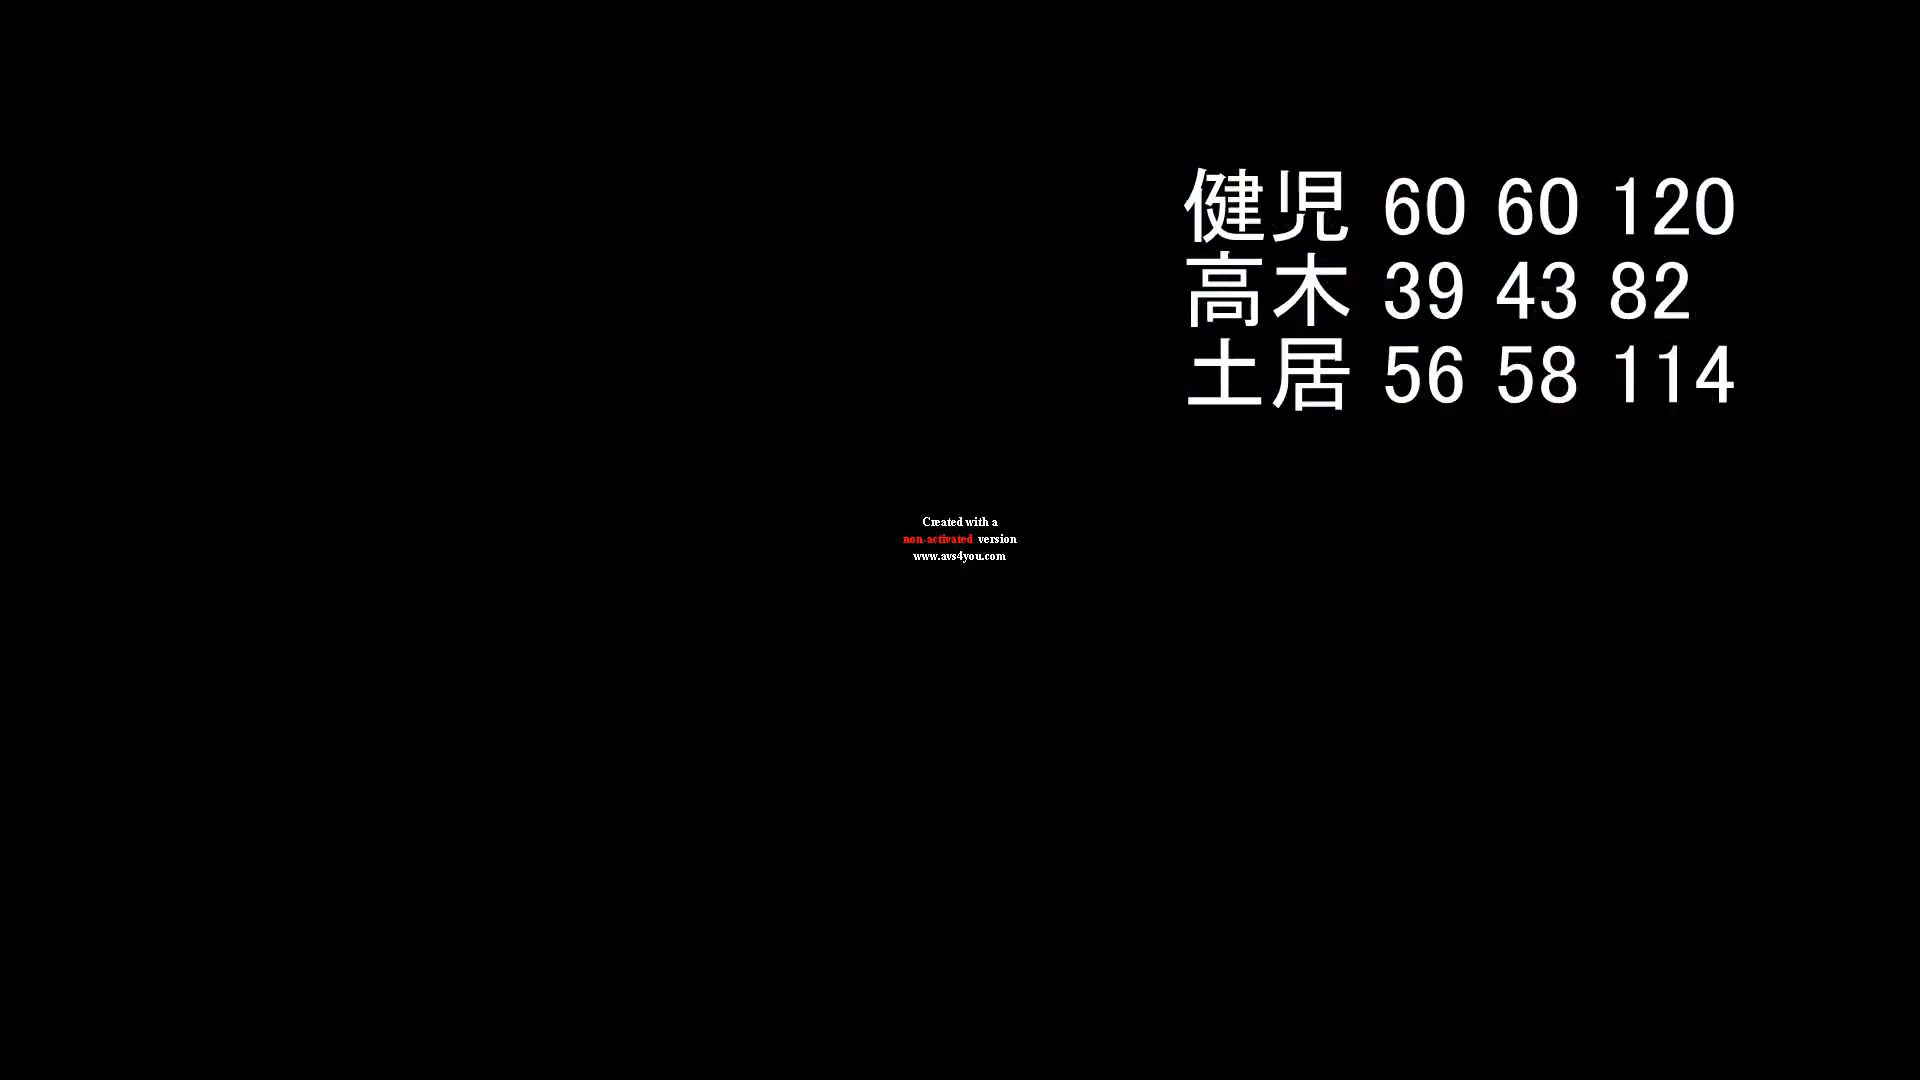 健児 60 60 120
高木 39 43 82
土居 56 58 114
Created with a
non-activated version
www.avs4you.com